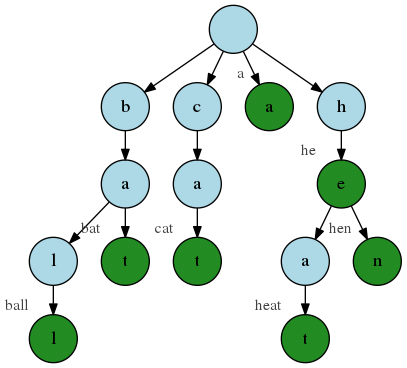 a
b c a h
he
a a e
bat cat hen
l t t a n
ball heat
l t